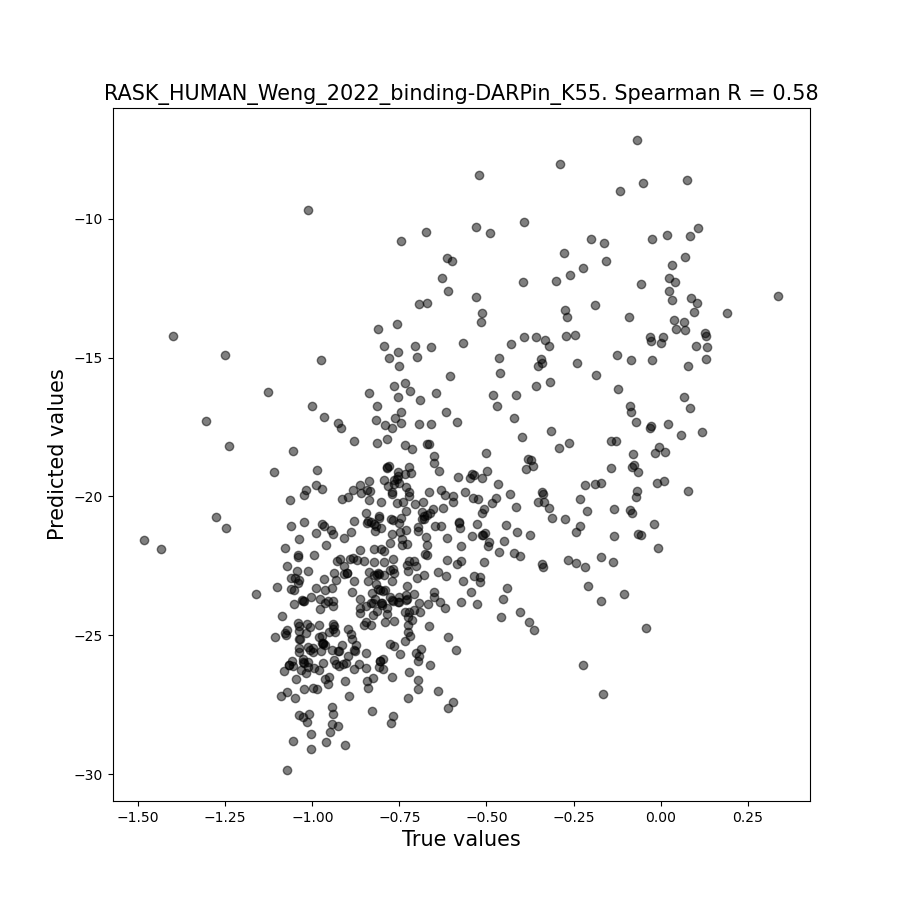 RASK_HUMAN_Weng_2022_binding-DARPin_K55. Spearman R = 0.58
Predicted values
−10
−15
−20
−25
−30
−1.50 −1.25 −1.00 −0.75 −0.50 −0.25 0.00 0.25
True values